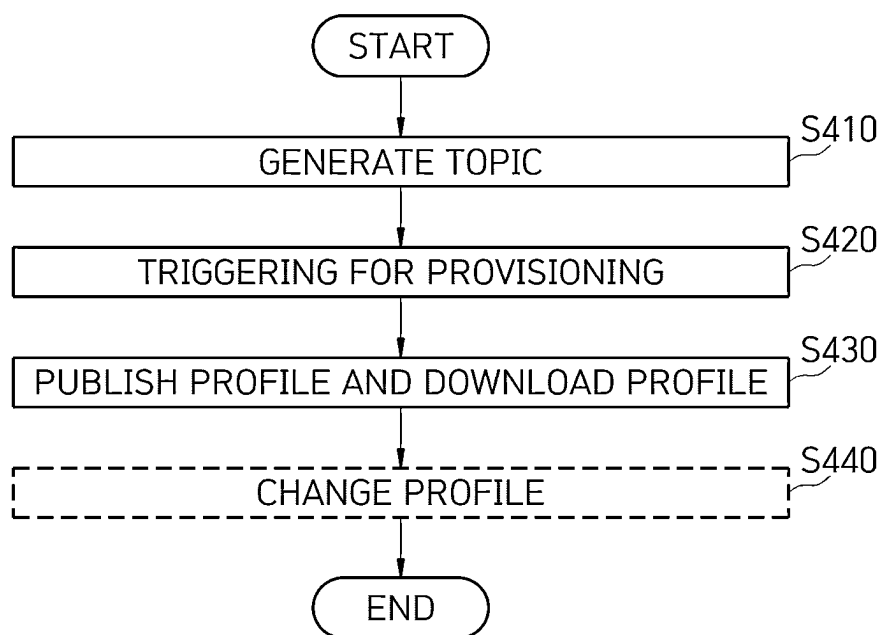 START
S410
GENERATE TOPIC
S420
TRIGGERING FOR PROVISIONING
S430
PUBLISH PROFILE AND DOWNLOAD PROFILE
S440
CHANGE PROFILE
END